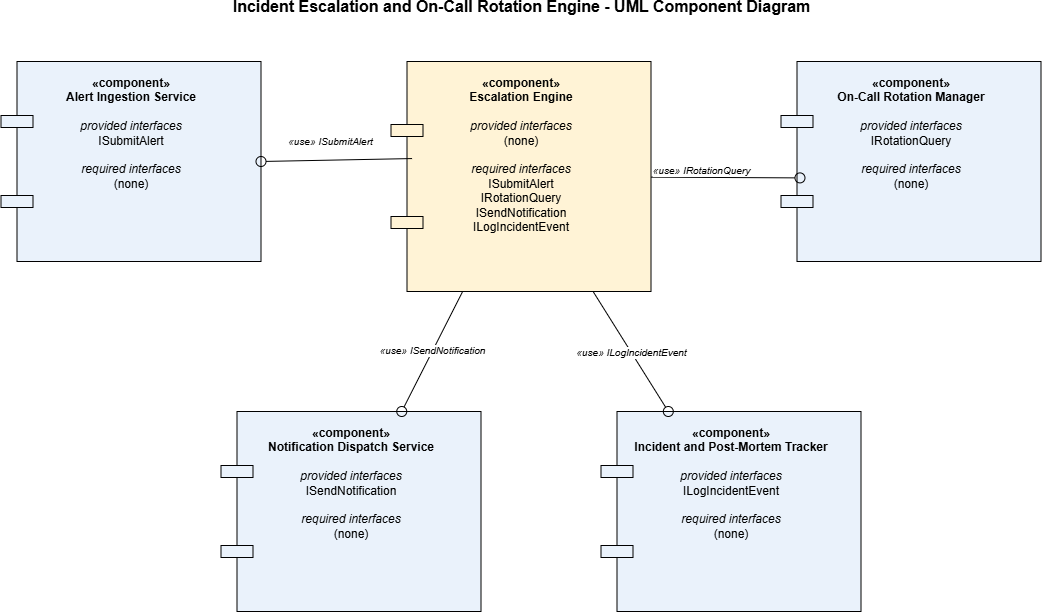 Incident Escalation and On-Call Rotation Engine - UML Component Diagram
«component»
Alert Ingestion Service
provided interfaces
ISubmitAlert
required interfaces
(none)
«use» ISubmitAlert
«component»
Escalation Engine
provided interfaces
(none)
required interfaces
ISubmitAlert
IRotationQuery
ISendNotification
ILogIncidentEvent
«use» IRotationQuery
«component»
On-Call Rotation Manager
provided interfaces
IRotationQuery
required interfaces
(none)
«use» ISendNotification
«use» ILogIncidentEvent
«component»
Notification Dispatch Service
provided interfaces
ISendNotification
required interfaces
(none)
«component»
Incident and Post-Mortem Tracker
provided interfaces
ILogIncidentEvent
required interfaces
(none)